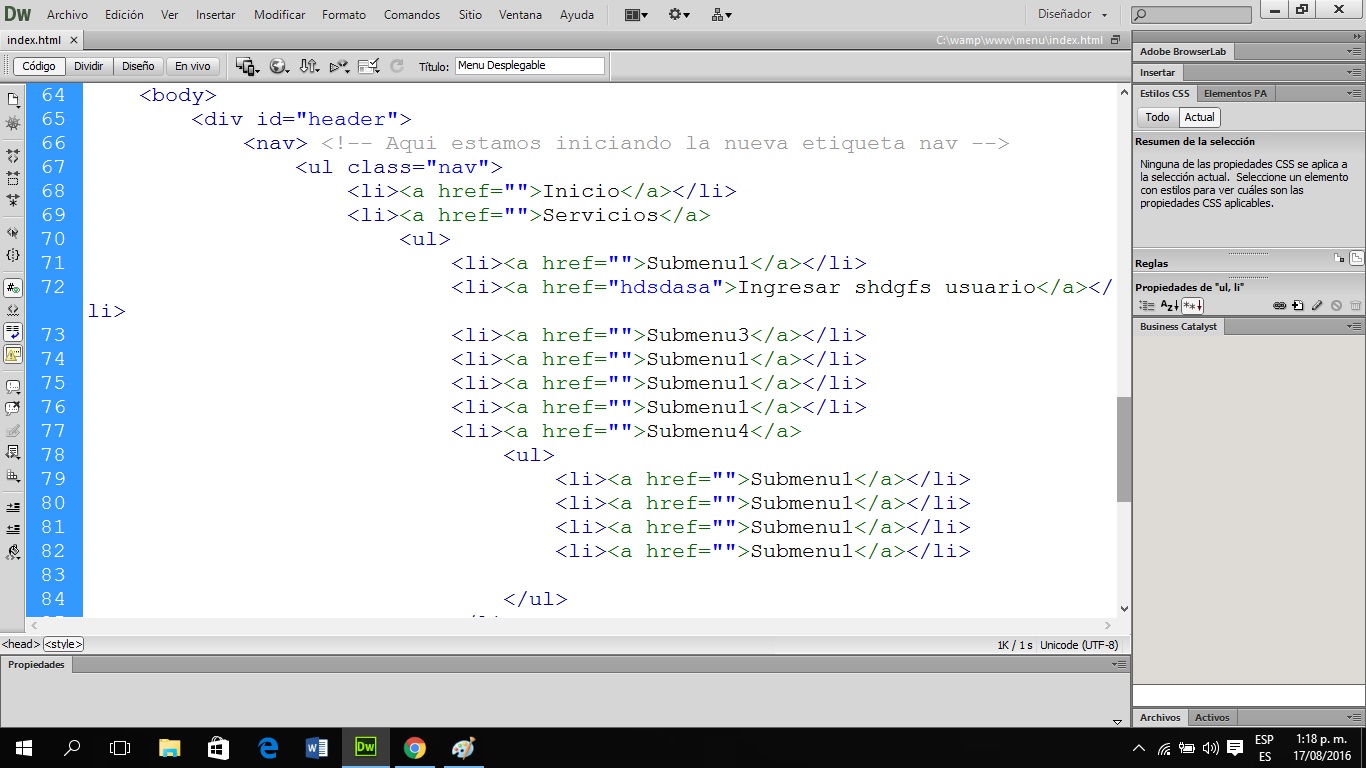 Dw Archivo Edición Ver Insertar Modificar Formato Comandos Sitio Ventana Ayuda Diseñador
index.html C:\wamp\www\menu\index.html
Código Dividir Diseño En vivo Título: Menu Desplegable
64 <body>
65 <div id="header">
66 <nav> <!-- Aqui estamos iniciando la nueva etiqueta nav -->
67 <ul class="nav">
68 <li><a href="">Inicio</a></li>
69 <li><a href="">Servicios</a>
70 <ul>
71 <li><a href="">Submenu1</a></li>
72 <li><a href="hdsdasa">Ingresar shdgfs usuario</a></
li>
73 <li><a href="">Submenu3</a></li>
74 <li><a href="">Submenu1</a></li>
75 <li><a href="">Submenu1</a></li>
76 <li><a href="">Submenu1</a></li>
77 <li><a href="">Submenu4</a>
78 <ul>
79 <li><a href="">Submenu1</a></li>
80 <li><a href="">Submenu1</a></li>
81 <li><a href="">Submenu1</a></li>
82 <li><a href="">Submenu1</a></li>
83
84 </ul>
<head> <style> 1K / 1 s Unicode (UTF-8)
Propiedades
Adobe BrowserLab
Insertar
Estilos CSS Elementos PA
Todo Actual
Resumen de la selección
Ninguna de las propiedades CSS se aplica a
la selección actual. Seleccione un elemento
con estilos para ver cuáles son las
propiedades CSS aplicables.
Reglas
Propiedades de "ul, li"
Business Catalyst
Archivos Activos
Dw ESP 1:18 p. m.
ES 17/08/2016